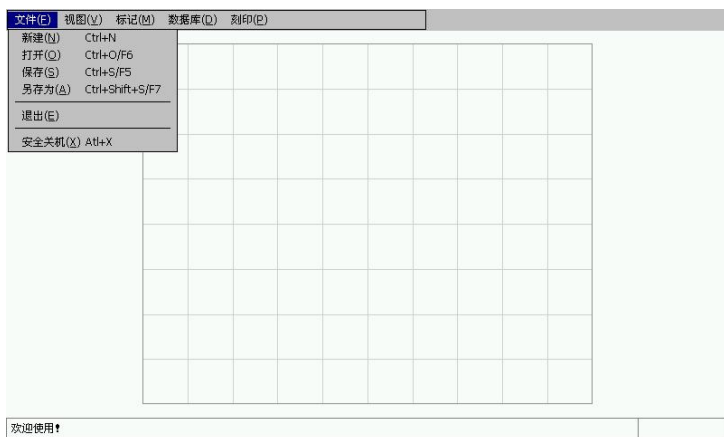 文件(F) 视图(V) 标记(M) 数据库(D) 刻印(P)
新建(N) Ctrl+N
打开(O) Ctrl+O/F6
保存(S) Ctrl+S/F5
另存为(A) Ctrl+Shift+S/F7
退出(E)
安全关机(X) Atl+X
欢迎使用!